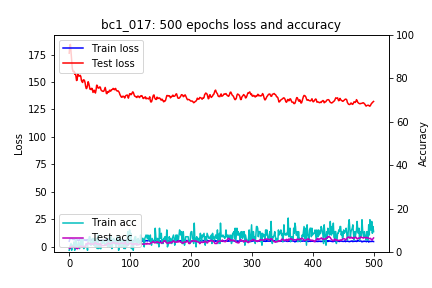 bc1_017: 500 epochs loss and accuracy
Train loss
Test loss
Train acc
Test acc
Loss
Accuracy
175
150
125
100
75
50
25
0
100
80
60
40
20
0
0 100 200 300 400 500